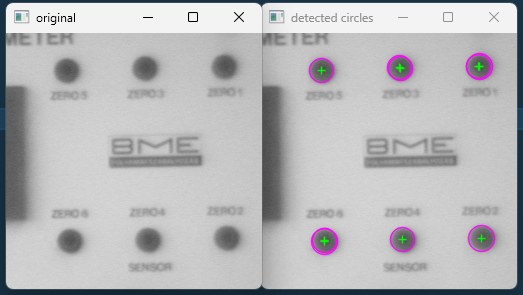 original
detected circles
METER
ZERO 5
ZERO 3
ZERO 1
BME
ZERO 6
ZERO 4
ZERO 2
SENSOR
METER
ZERO 5
ZERO 3
ZERO 1
BME
ZERO 6
ZERO 4
ZERO 2
SENSOR